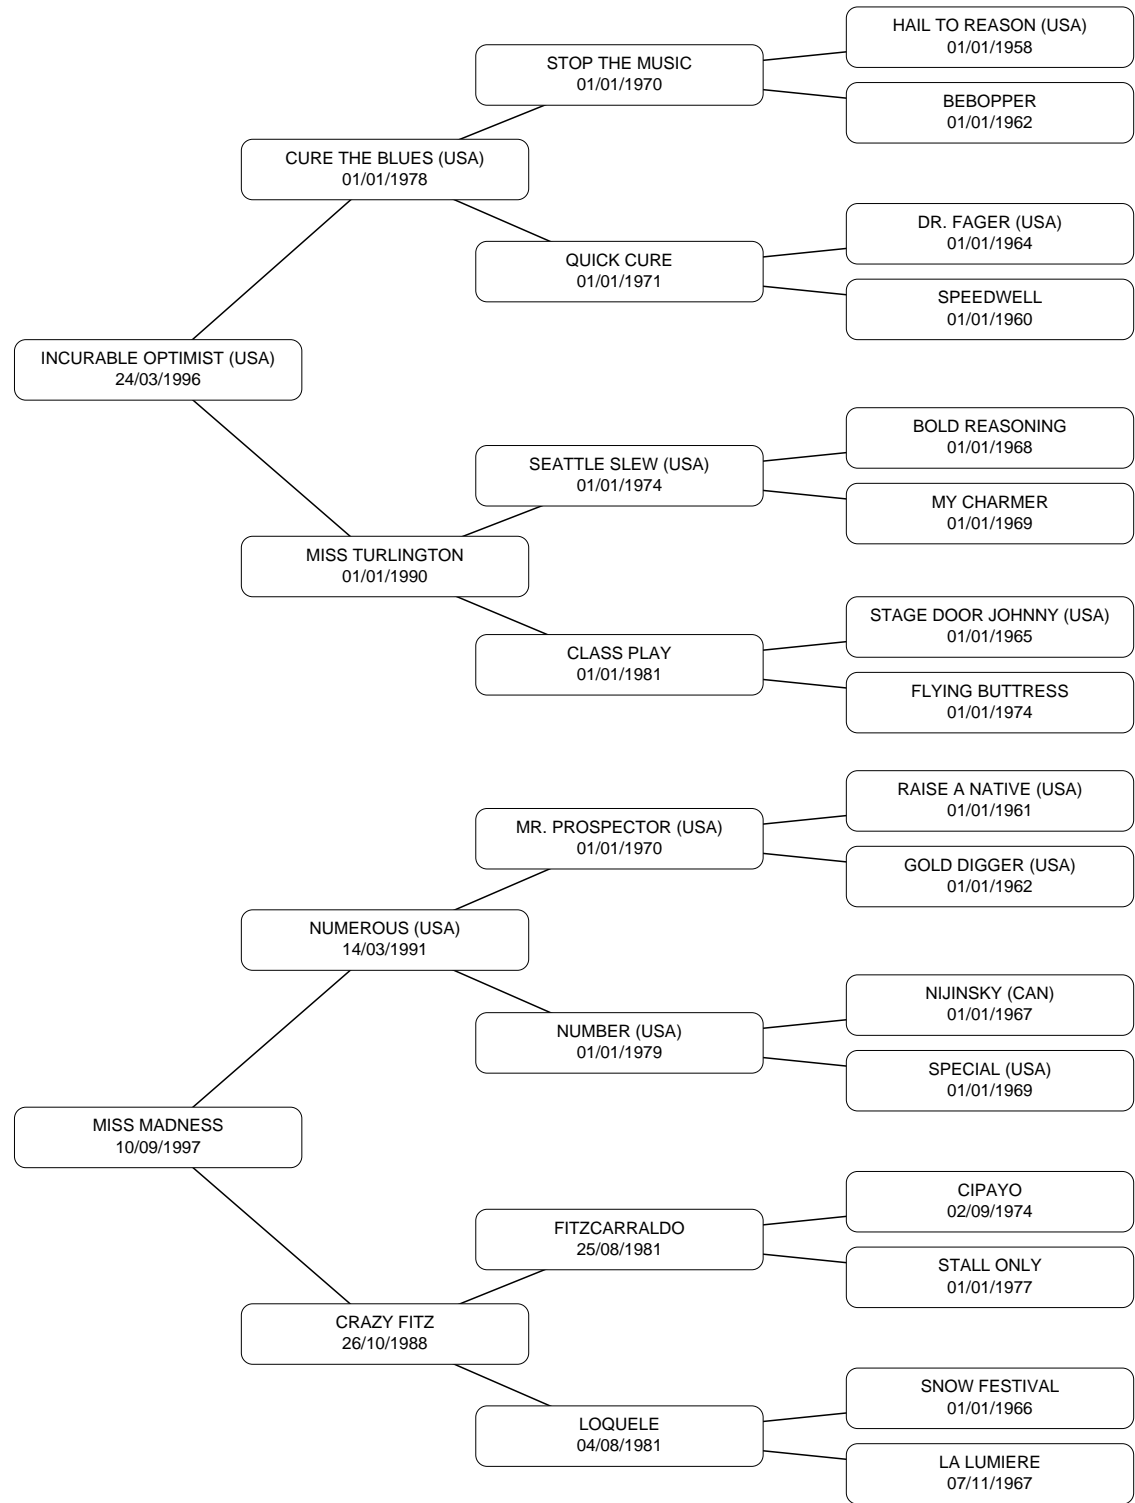 HAIL TO REASON (USA)
01/01/1958
STOP THE MUSIC
01/01/1970
BEBOPPER
01/01/1962
CURE THE BLUES (USA)
01/01/1978
DR. FAGER (USA)
01/01/1964
QUICK CURE
01/01/1971
SPEEDWELL
01/01/1960
INCURABLE OPTIMIST (USA)
24/03/1996
BOLD REASONING
01/01/1968
SEATTLE SLEW (USA)
01/01/1974
MY CHARMER
01/01/1969
MISS TURLINGTON
01/01/1990
STAGE DOOR JOHNNY (USA)
01/01/1965
CLASS PLAY
01/01/1981
FLYING BUTTRESS
01/01/1974
RAISE A NATIVE (USA)
01/01/1961
MR. PROSPECTOR (USA)
01/01/1970
GOLD DIGGER (USA)
01/01/1962
NUMEROUS (USA)
14/03/1991
NIJINSKY (CAN)
01/01/1967
NUMBER (USA)
01/01/1979
SPECIAL (USA)
01/01/1969
MISS MADNESS
10/09/1997
CIPAYO
02/09/1974
FITZCARRALDO
25/08/1981
STALL ONLY
01/01/1977
CRAZY FITZ
26/10/1988
SNOW FESTIVAL
01/01/1966
LOQUELE
04/08/1981
LA LUMIERE
07/11/1967